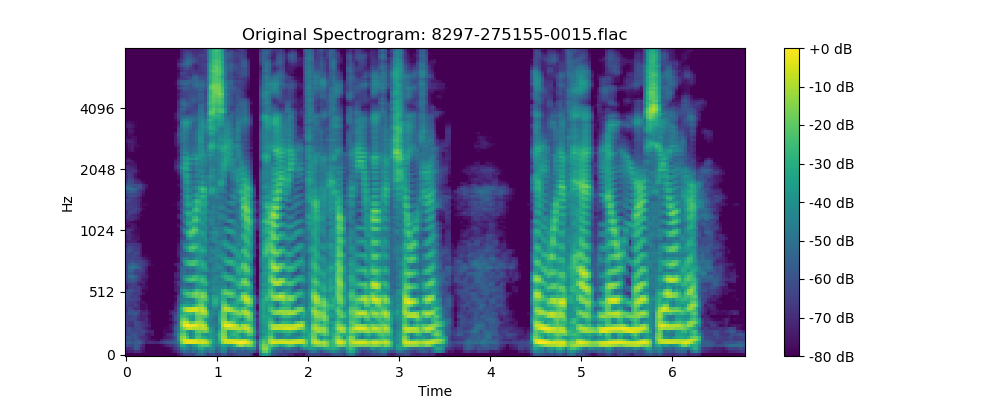 Original Spectrogram: 8297-275155-0015.flac
Hz
4096
2048
1024
512
0
0 1 2 3 4 5 6
Time
+0 dB
-10 dB
-20 dB
-30 dB
-40 dB
-50 dB
-60 dB
-70 dB
-80 dB